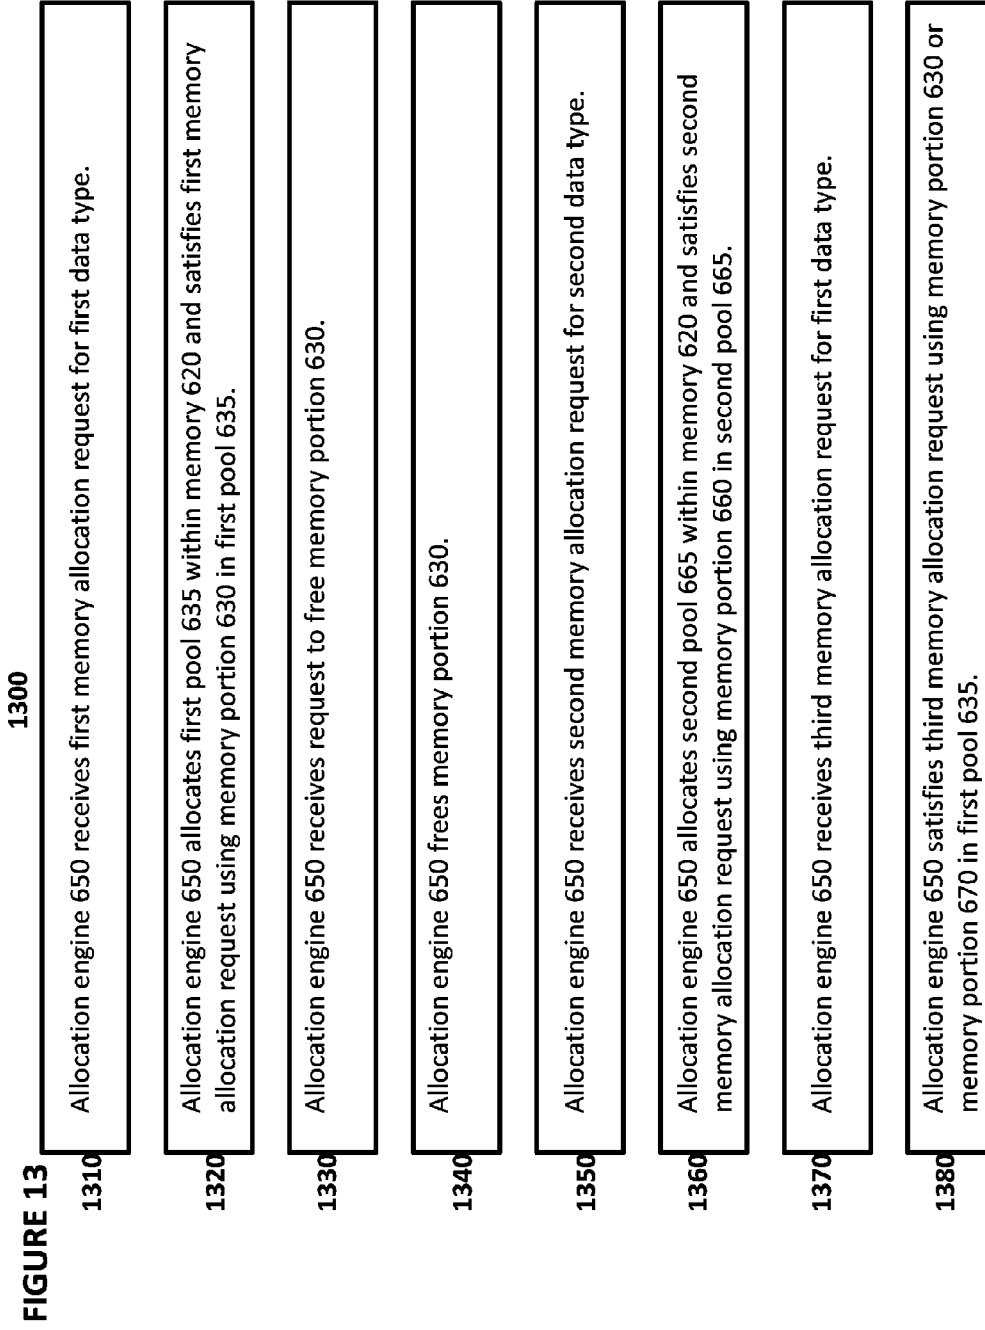 FIGURE 13
1300
1310
Allocation engine 650 receives first memory allocation request for first data type.
1320
Allocation engine 650 allocates first pool 635 within memory 620 and satisfies first memory
allocation request using memory portion 630 in first pool 635.
1330
Allocation engine 650 receives request to free memory portion 630.
1340
Allocation engine 650 frees memory portion 630.
1350
Allocation engine 650 receives second memory allocation request for second data type.
1360
Allocation engine 650 allocates second pool 665 within memory 620 and satisfies second
memory allocation request using memory portion 660 in second pool 665.
1370
Allocation engine 650 receives third memory allocation request for first data type.
1380
Allocation engine 650 satisfies third memory allocation request using memory portion 630 or
memory portion 670 in first pool 635.